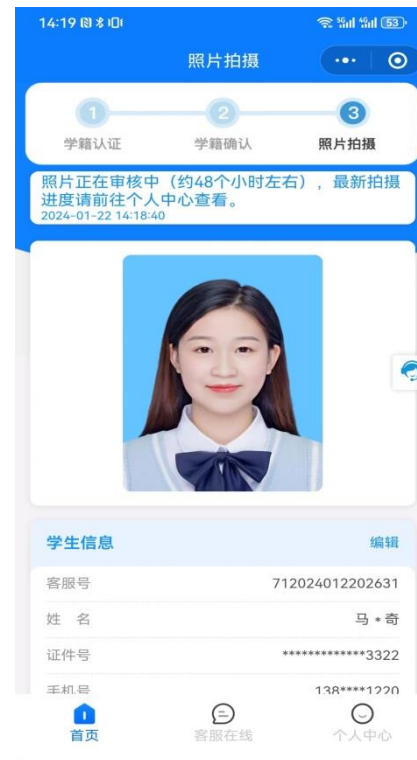 14:19 5G 4G 53
照片拍摄
1 2 3
学籍认证 学籍确认 照片拍摄
照片正在审核中（约48个小时左右），最新拍摄
进度请前往个人中心查看。
2024-01-22 14:18:40
学生信息 编辑
客服号 712024012202631
姓 名 马*奇
证件号 *************3322
手机号 138****1220
首页 客服在线 个人中心